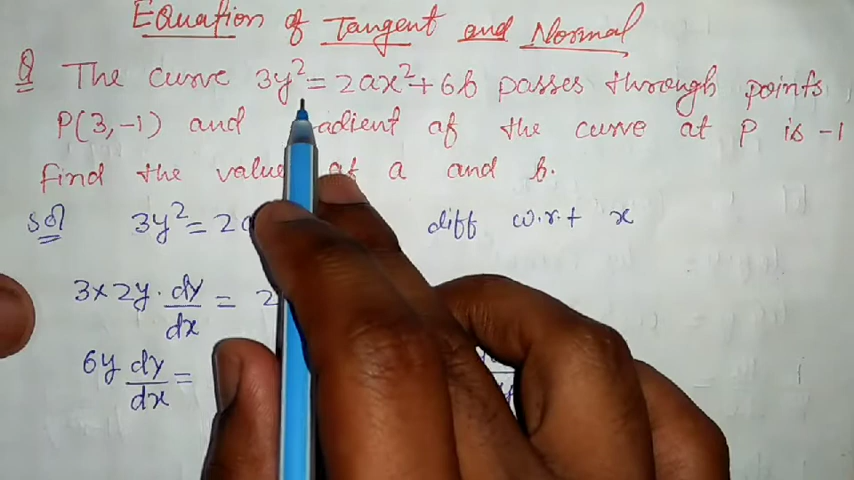 Equation of Tangent and Normal
Q The curve 3y²=2ax²+6b passes through points
P(3,-1) and adient of the curve at P is -1
find the value of a and b.
sol 3y²=2a diff w.r.t x
3×2y.dy/dx = 2
6y dy/dx =